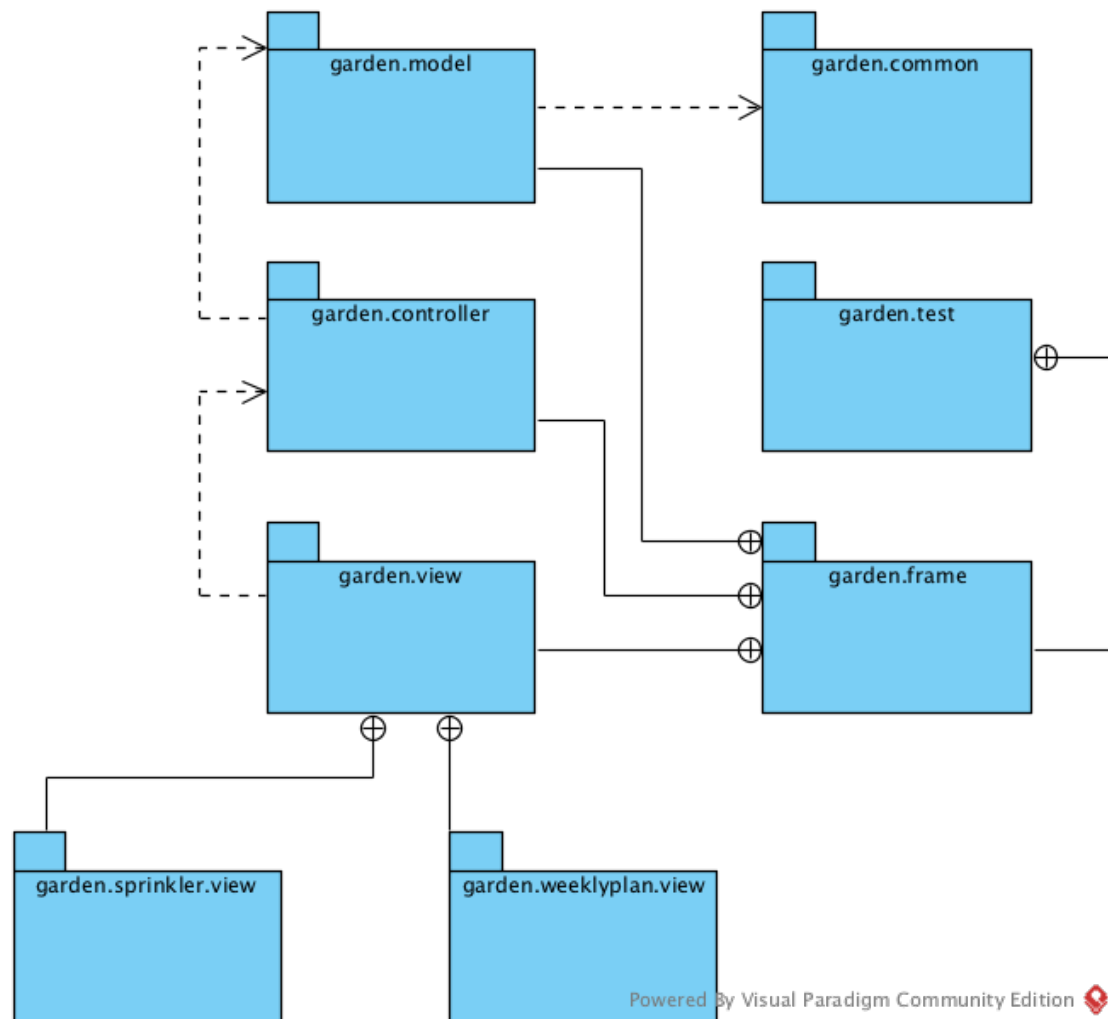 garden.model
garden.common
garden.controller
garden.test
garden.view
garden.frame
garden.sprinkler.view
garden.weeklyplan.view
Powered By Visual Paradigm Community Edition